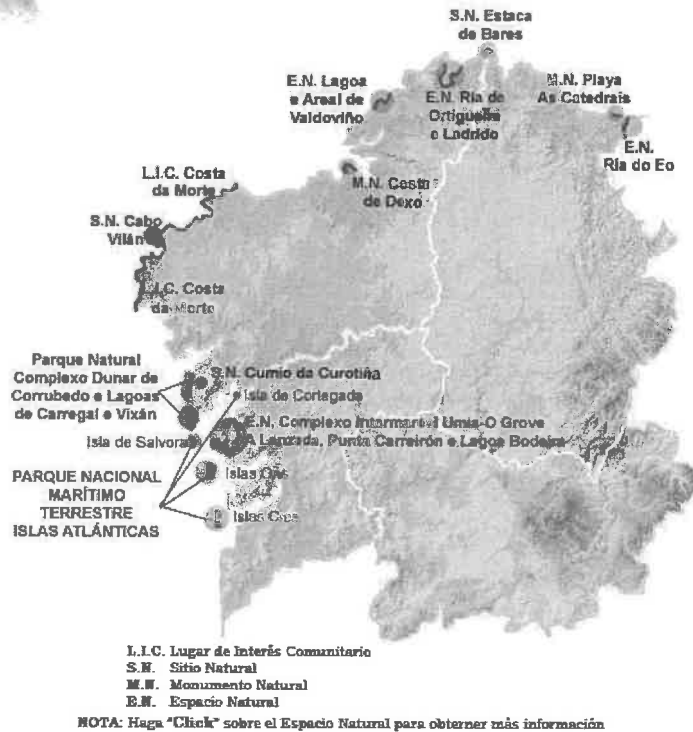 S.N. Estaca
de Bares
E.N. Lagoa
e Areal de
Valdoviño
E.N. Ria de
Ortigueira
e Ladrido
M.N. Playa
As Catedrais
E.N.
Ria do Eo
L.I.C. Costa
da Morte
M.N. Costa
de Dexo
S.N. Cabo
Vilán
L.I.C. Costa
da Morte
Parque Natural
Complexo Dunar de
Corrubedo e Lagoas
de Carregal e Vixán
S.N. Cumio da Curotiña
Isla de Cortegada
E.N. Complexo Intermareal Umia-O Grove
A Lanzada, Punta Carreirón e Lagoa Bodeira
Isla de Salvora
PARQUE NACIONAL
MARÍTIMO
TERRESTRE
ISLAS ATLÁNTICAS
Islas Ons
Islas Cies
L.I.C. Lugar de Interés Comunitario
S.N. Sitio Natural
M.N. Monumento Natural
E.N. Espacio Natural
NOTA: Haga "Click" sobre el Espacio Natural para obterner más información